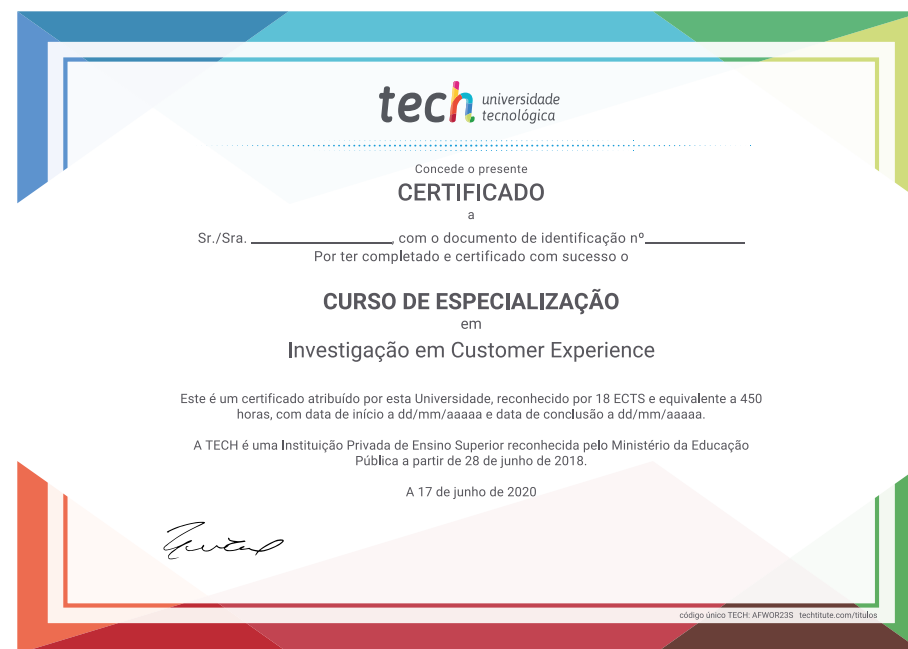 tech universidade
tecnológica
Concede o presente
CERTIFICADO
a
Sr./Sra. ________________, com o documento de identificação nº____________
Por ter completado e certificado com sucesso o
CURSO DE ESPECIALIZAÇÃO
em
Investigação em Customer Experience
Este é um certificado atribuído por esta Universidade, reconhecido por 18 ECTS e equivalente a 450
horas, com data de início a dd/mm/aaaaa e data de conclusão a dd/mm/aaaaa.
A TECH é uma Instituição Privada de Ensino Superior reconhecida pelo Ministério da Educação
Pública a partir de 28 de junho de 2018.
A 17 de junho de 2020
código único TECH: AFWOR23S techtitute.com/titulos